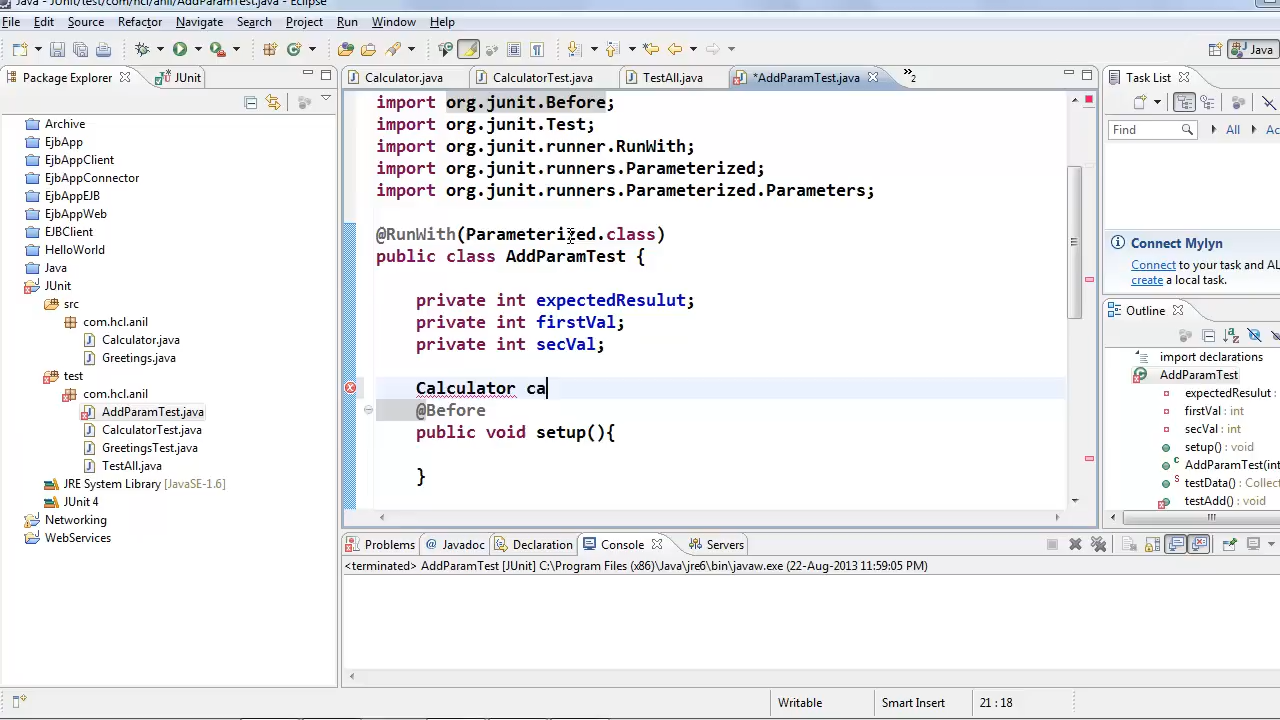 Java - JUnit/test/com/hcl/anil/AddParamTest.java - Eclipse
File Edit Source Refactor Navigate Search Project Run Window Help
Java
Package Explorer JUnit
Calculator.java CalculatorTest.java TestAll.java *AddParamTest.java »2
Task List
Find All Ac
Archive
EjbApp
EjbAppClient
EjbAppConnector
EjbAppEJB
EjbAppWeb
EJBClient
HelloWorld
Java
JUnit
src
com.hcl.anil
Calculator.java
Greetings.java
test
com.hcl.anil
AddParamTest.java
CalculatorTest.java
GreetingsTest.java
TestAll.java
JRE System Library [JavaSE-1.6]
JUnit 4
Networking
WebServices
import org.junit.Before;
import org.junit.Test;
import org.junit.runner.RunWith;
import org.junit.runners.Parameterized;
import org.junit.runners.Parameterized.Parameters;
@RunWith(Parameterized.class)
public class AddParamTest {
private int expectedResulut;
private int firstVal;
private int secVal;
Calculator ca
@Before
public void setup(){
}
Connect Mylyn
Connect to your task and AL
create a local task.
Outline
import declarations
AddParamTest
expectedResulut :
firstVal : int
secVal : int
setup() : void
AddParamTest(int
testData() : Collect
testAdd() : void
Problems Javadoc Declaration Console Servers
<terminated> AddParamTest [JUnit] C:\Program Files (x86)\Java\jre6\bin\javaw.exe (22-Aug-2013 11:59:05 PM)
Writable Smart Insert 21 : 18